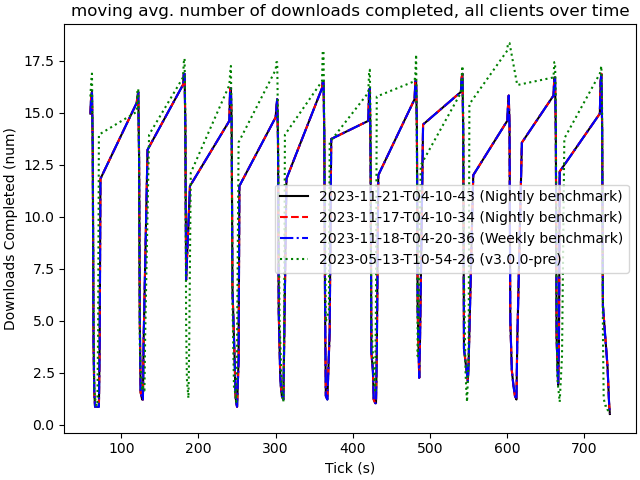 moving avg. number of downloads completed, all clients over time
Downloads Completed (num)
17.5
15.0
12.5
10.0
7.5
5.0
2.5
0.0
2023-11-21-T04-10-43 (Nightly benchmark)
2023-11-17-T04-10-34 (Nightly benchmark)
2023-11-18-T04-20-36 (Weekly benchmark)
2023-05-13-T10-54-26 (v3.0.0-pre)
100 200 300 400 500 600 700
Tick (s)